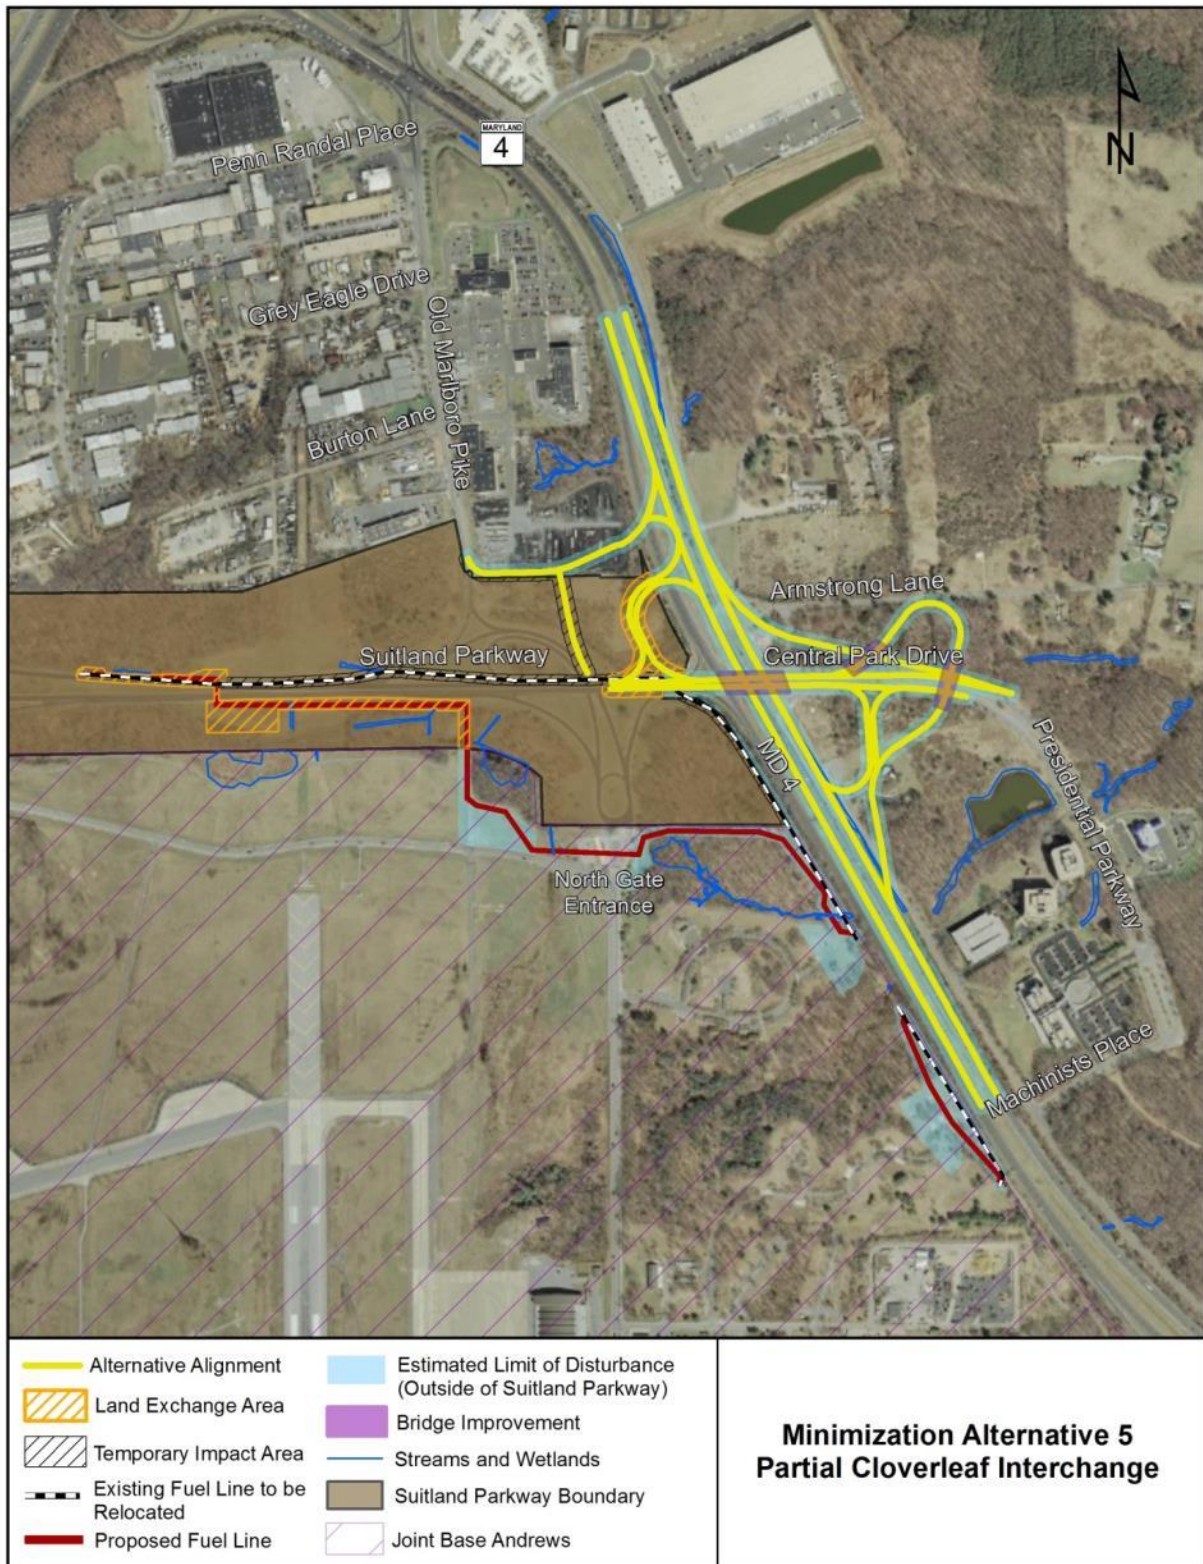 N
MARYLAND
4
Penn Randal Place
Grey Eagle Drive
Old Marlboro Pike
Burton Lane
Armstrong Lane
Suitland Parkway
Central Park Drive
MD 4
Presidential Parkway
North Gate
Entrance
Machinists Place
Alternative Alignment
Land Exchange Area
Temporary Impact Area
Existing Fuel Line to be
Relocated
Proposed Fuel Line
Estimated Limit of Disturbance
(Outside of Suitland Parkway)
Bridge Improvement
Streams and Wetlands
Suitland Parkway Boundary
Joint Base Andrews
Minimization Alternative 5
Partial Cloverleaf Interchange